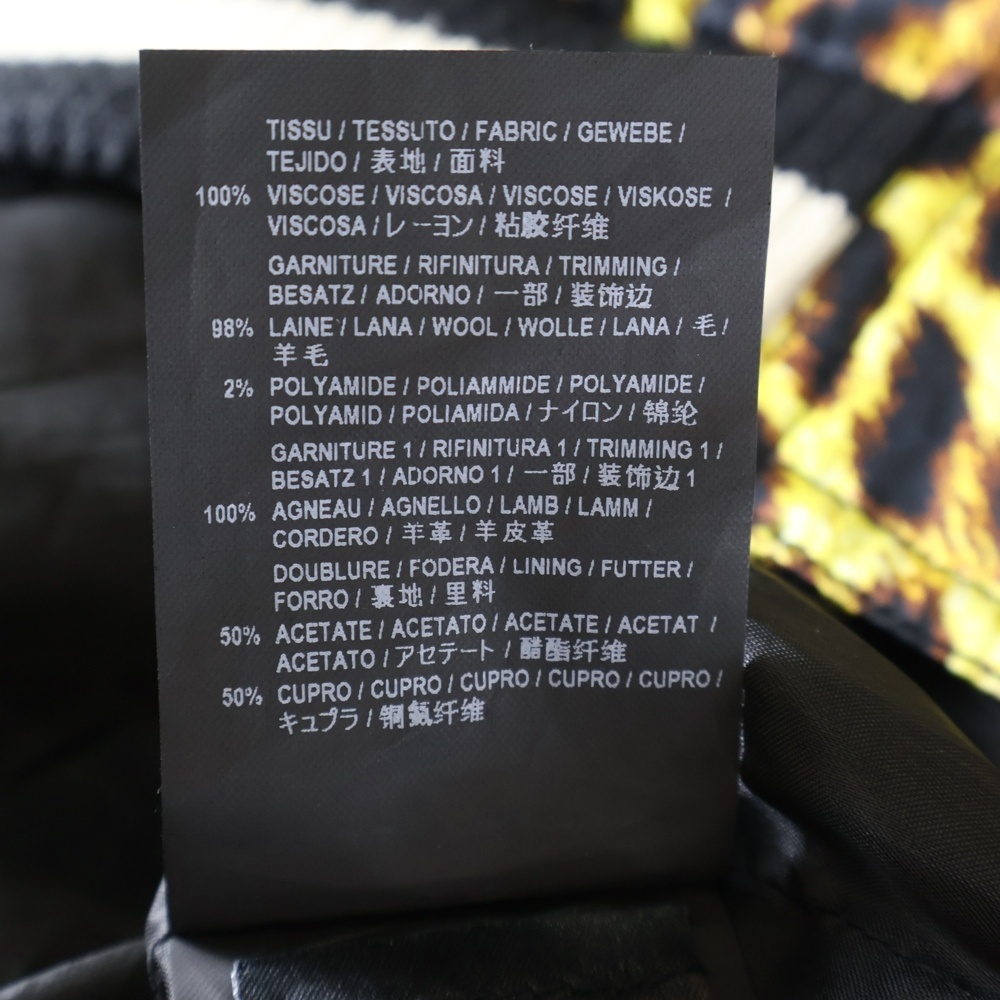 TISSU / TESSUTO / FABRIC / GEWEBE /
TEJIDO / 表地 / 面料
100% VISCOSE / VISCOSA / VISCOSE / VISKOSE /
VISCOSA / レーヨン / 粘胶纤维
GARNITURE / RIFINITURA / TRIMMING /
BESATZ / ADORNO / 一部 / 装饰边
98% LAINE / LANA / WOOL / WOLLE / LANA / 毛 /
羊毛
2% POLYAMIDE / POLIAMMIDE / POLYAMIDE /
POLYAMID / POLIAMIDA / ナイロン / 锦纶
GARNITURE 1 / RIFINITURA 1 / TRIMMING 1 /
BESATZ 1 / ADORNO 1 / 一部 / 装饰边1
100% AGNEAU / AGNELLO / LAMB / LAMM /
CORDERO / 羊革 / 羊皮革
DOUBLURE / FODERA / LINING / FUTTER /
FORRO / 裏地 / 里料
50% ACETATE / ACETATO / ACETATE / ACETAT /
ACETATO / アセテート / 醋酯纤维
50% CUPRO / CUPRO / CUPRO / CUPRO / CUPRO /
キュプラ / 铜氨纤维